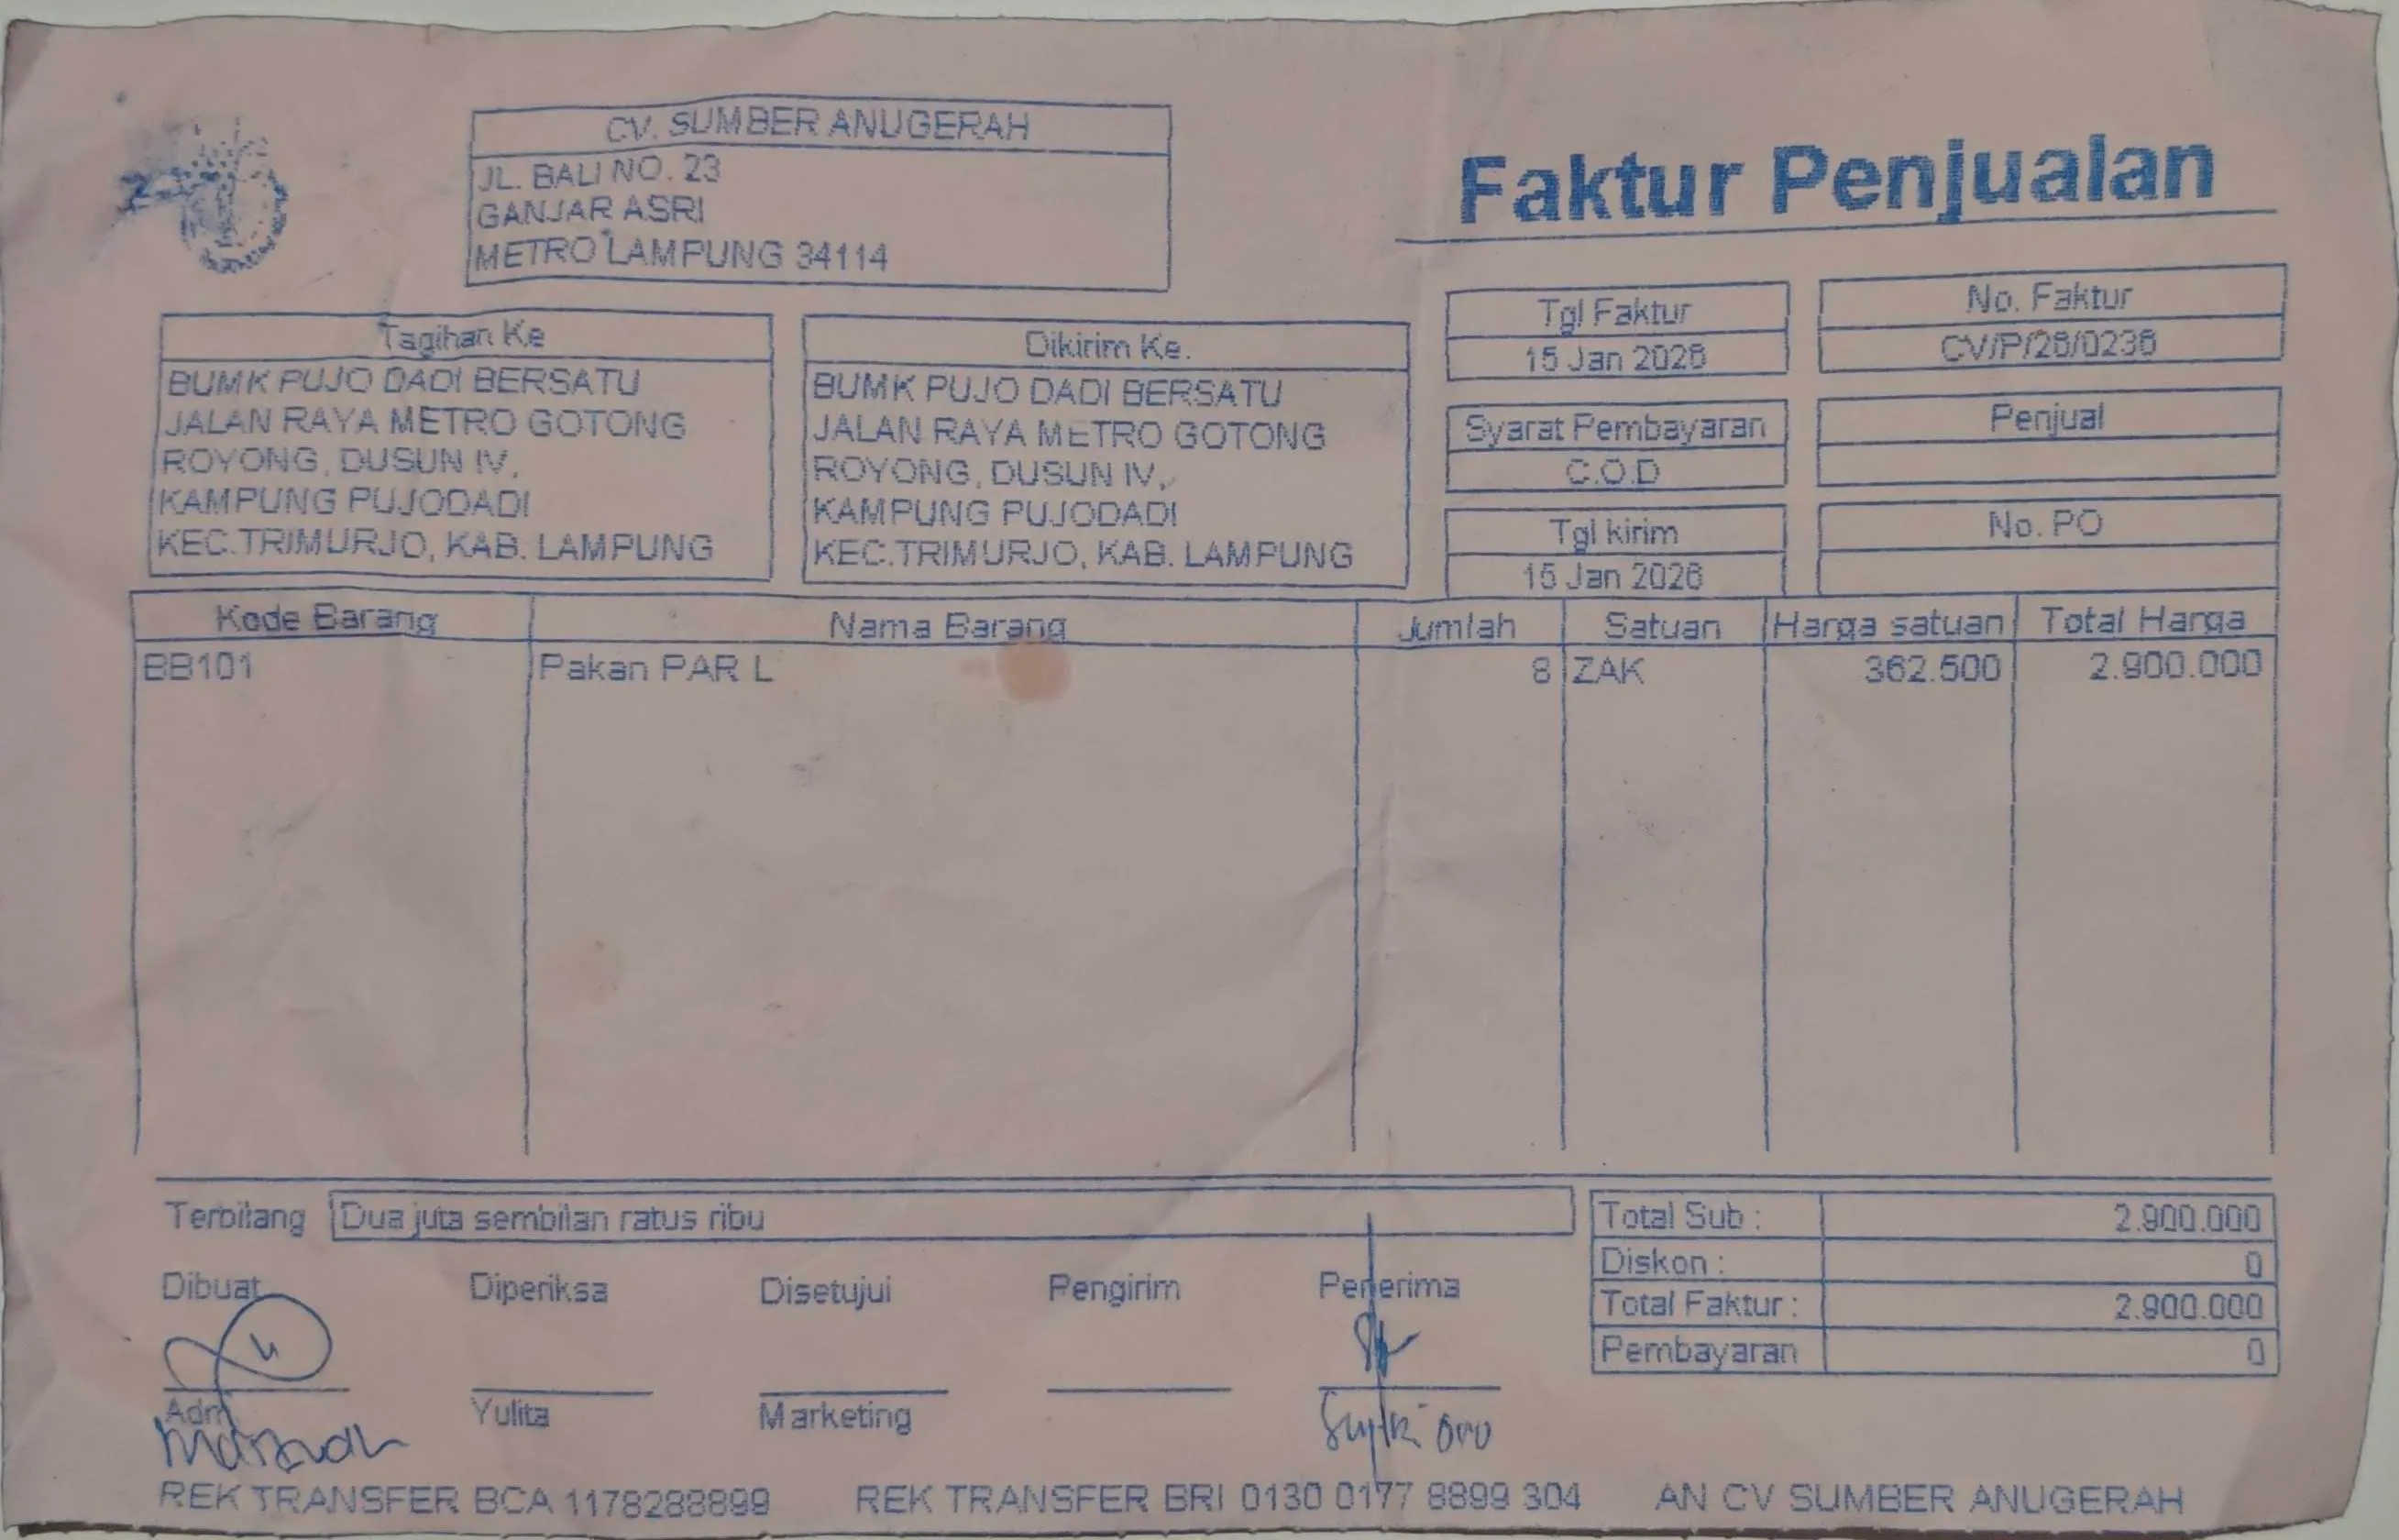 CV. SUMBER ANUGERAH
JL. BALI NO. 23
GANJAR ASRI
METRO LAMPUNG 34114
Faktur Penjualan
Tgl Faktur
15 Jan 2026
No. Faktur
CV/P/26/0236
Syarat Pembayaran
C.O.D
Penjual
Tgl kirim
15 Jan 2026
No. PO
Tagihan Ke
BUMK PUJO DADI BERSATU
JALAN RAYA METRO GOTONG
ROYONG, DUSUN IV,
KAMPUNG PUJODADI
KEC.TRIMURJO, KAB. LAMPUNG
Dikirim Ke.
BUMK PUJO DADI BERSATU
JALAN RAYA METRO GOTONG
ROYONG, DUSUN IV,
KAMPUNG PUJODADI
KEC.TRIMURJO, KAB. LAMPUNG
Kode Barang Nama Barang Jumlah Satuan Harga satuan Total Harga
BB101 Pakan PAR L 8 ZAK 362.500 2.900.000
Terbilang Dua juta sembilan ratus ribu
Total Sub : 2.900.000
Diskon : 0
Total Faktur : 2.900.000
Pembayaran 0
Dibuat Diperiksa Disetujui Pengirim Penerima
Adm Yulita Marketing
REK TRANSFER BCA 1178288899 REK TRANSFER BRI 0130 0177 8899 304 AN CV SUMBER ANUGERAH